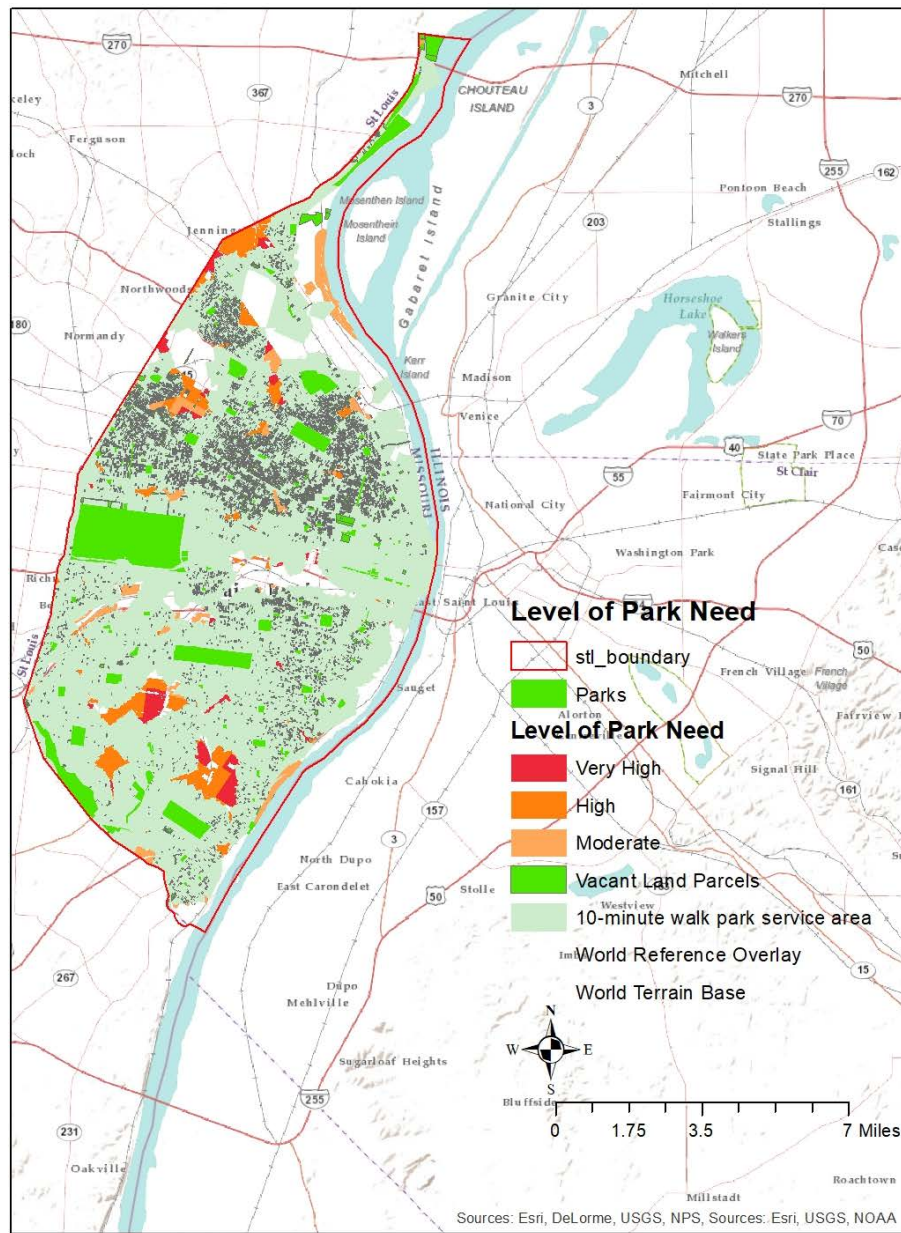 270
Mitchell
CHOUTEAU
ISLAND
367
3
270
St Louis
Ferguson
255
162
Pontoon Beach
Mosenthen Island
Stallings
Mosenthein
Island
Gabaret Island
203
Northwoods
Granite City
Horseshoe
Lake
Walkers
Island
180
Normandy
Kerr
Island
Madison
Venice
70
40
ILLINOIS
MISSOURI
State Park Place
St Clair
55
Fairmont City
National City
Washington Park
Level of Park Need
stl_boundary
50
French Village
French
Village
St Louis
Sauget
Parks
Alorton
Level of Park Need
Very High
Signal Hill
Cahokia
High
161
157
3
Moderate
North Dupo
Vacant Land Parcels
East Carondelet
50
Stolle
Westview
10-minute walk park service area
World Reference Overlay
15
267
Dupo
World Terrain Base
Mehlville
N
W E
S
Sugarloaf Heights
255
Bluffside
231
0 1.75 3.5 7 Miles
Oakville
Roachtown
Millstadt
Sources: Esri, DeLorme, USGS, NPS, Sources: Esri, USGS, NOAA